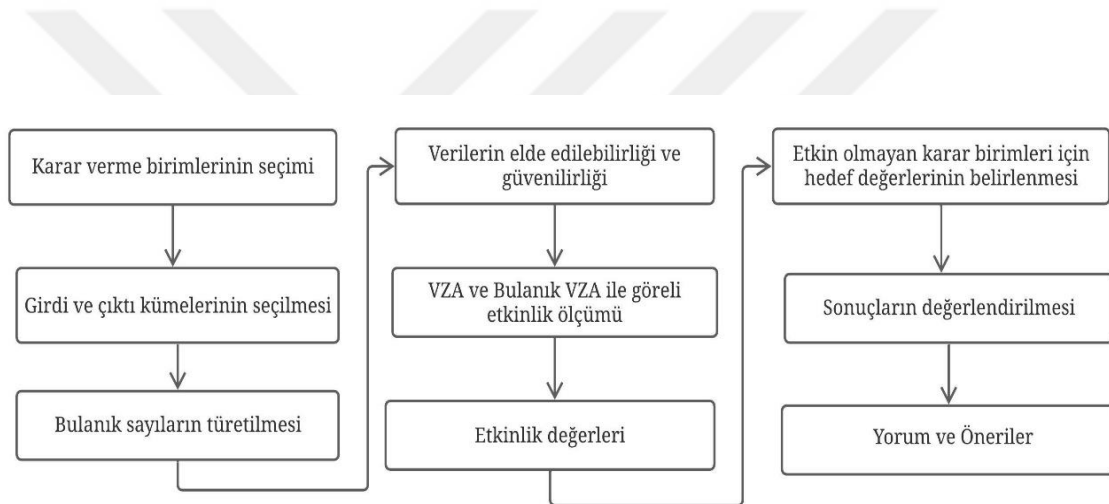 Karar verme birimlerinin seçimi
Girdi ve çıktı kümelerinin seçilmesi
Bulanık sayıların türetilmesi
Verilerin elde edilebilirliği ve
güvenilirliği
VZA ve Bulanık VZA ile göreli
etkinlik ölçümü
Etkinlik değerleri
Etkin olmayan karar birimleri için
hedef değerlerinin belirlenmesi
Sonuçların değerlendirilmesi
Yorum ve Öneriler